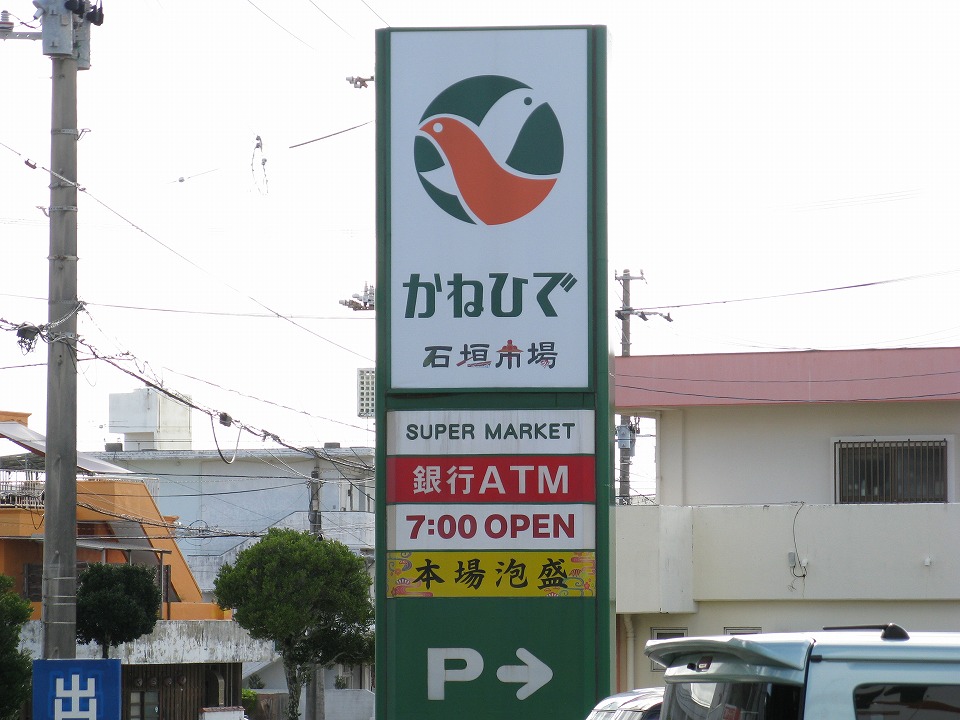 かねひで
石垣市場
SUPER MARKET
銀行ATM
7:00 OPEN
本場泡盛
P→
出